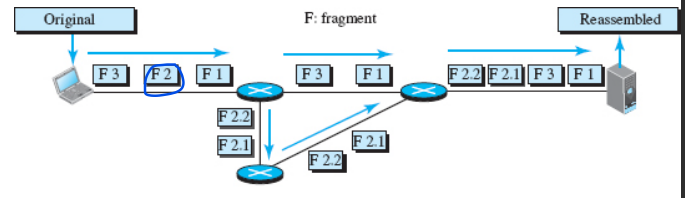 Original
F: fragment
Reassembled
F 3 F 2 F 1
F 3 F 1
F 2.2 F 2.1 F 3 F 1
F 2.2
F 2.1
F 2.1
F 2.2